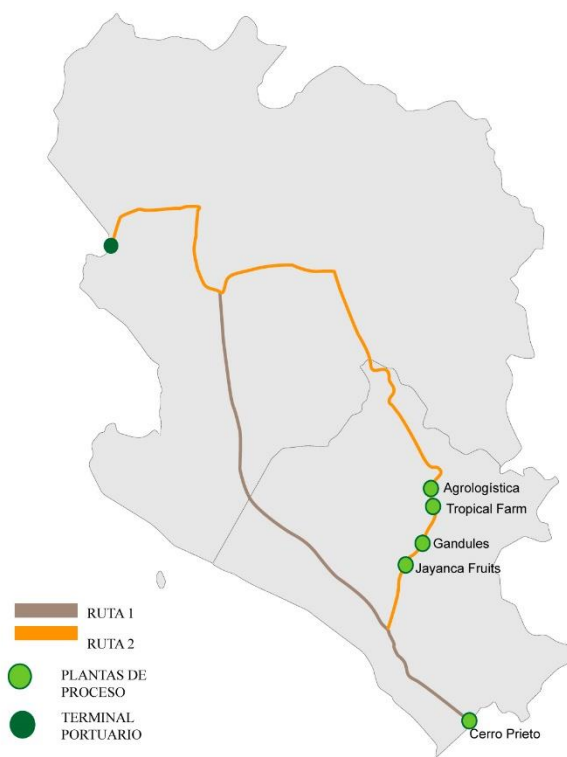 Agrologística
Tropical Farm
Gandules
Jayanca Fruits
RUTA 1
RUTA 2
PLANTAS DE
PROCESO
TERMINAL
PORTUARIO
Cerro Prieto